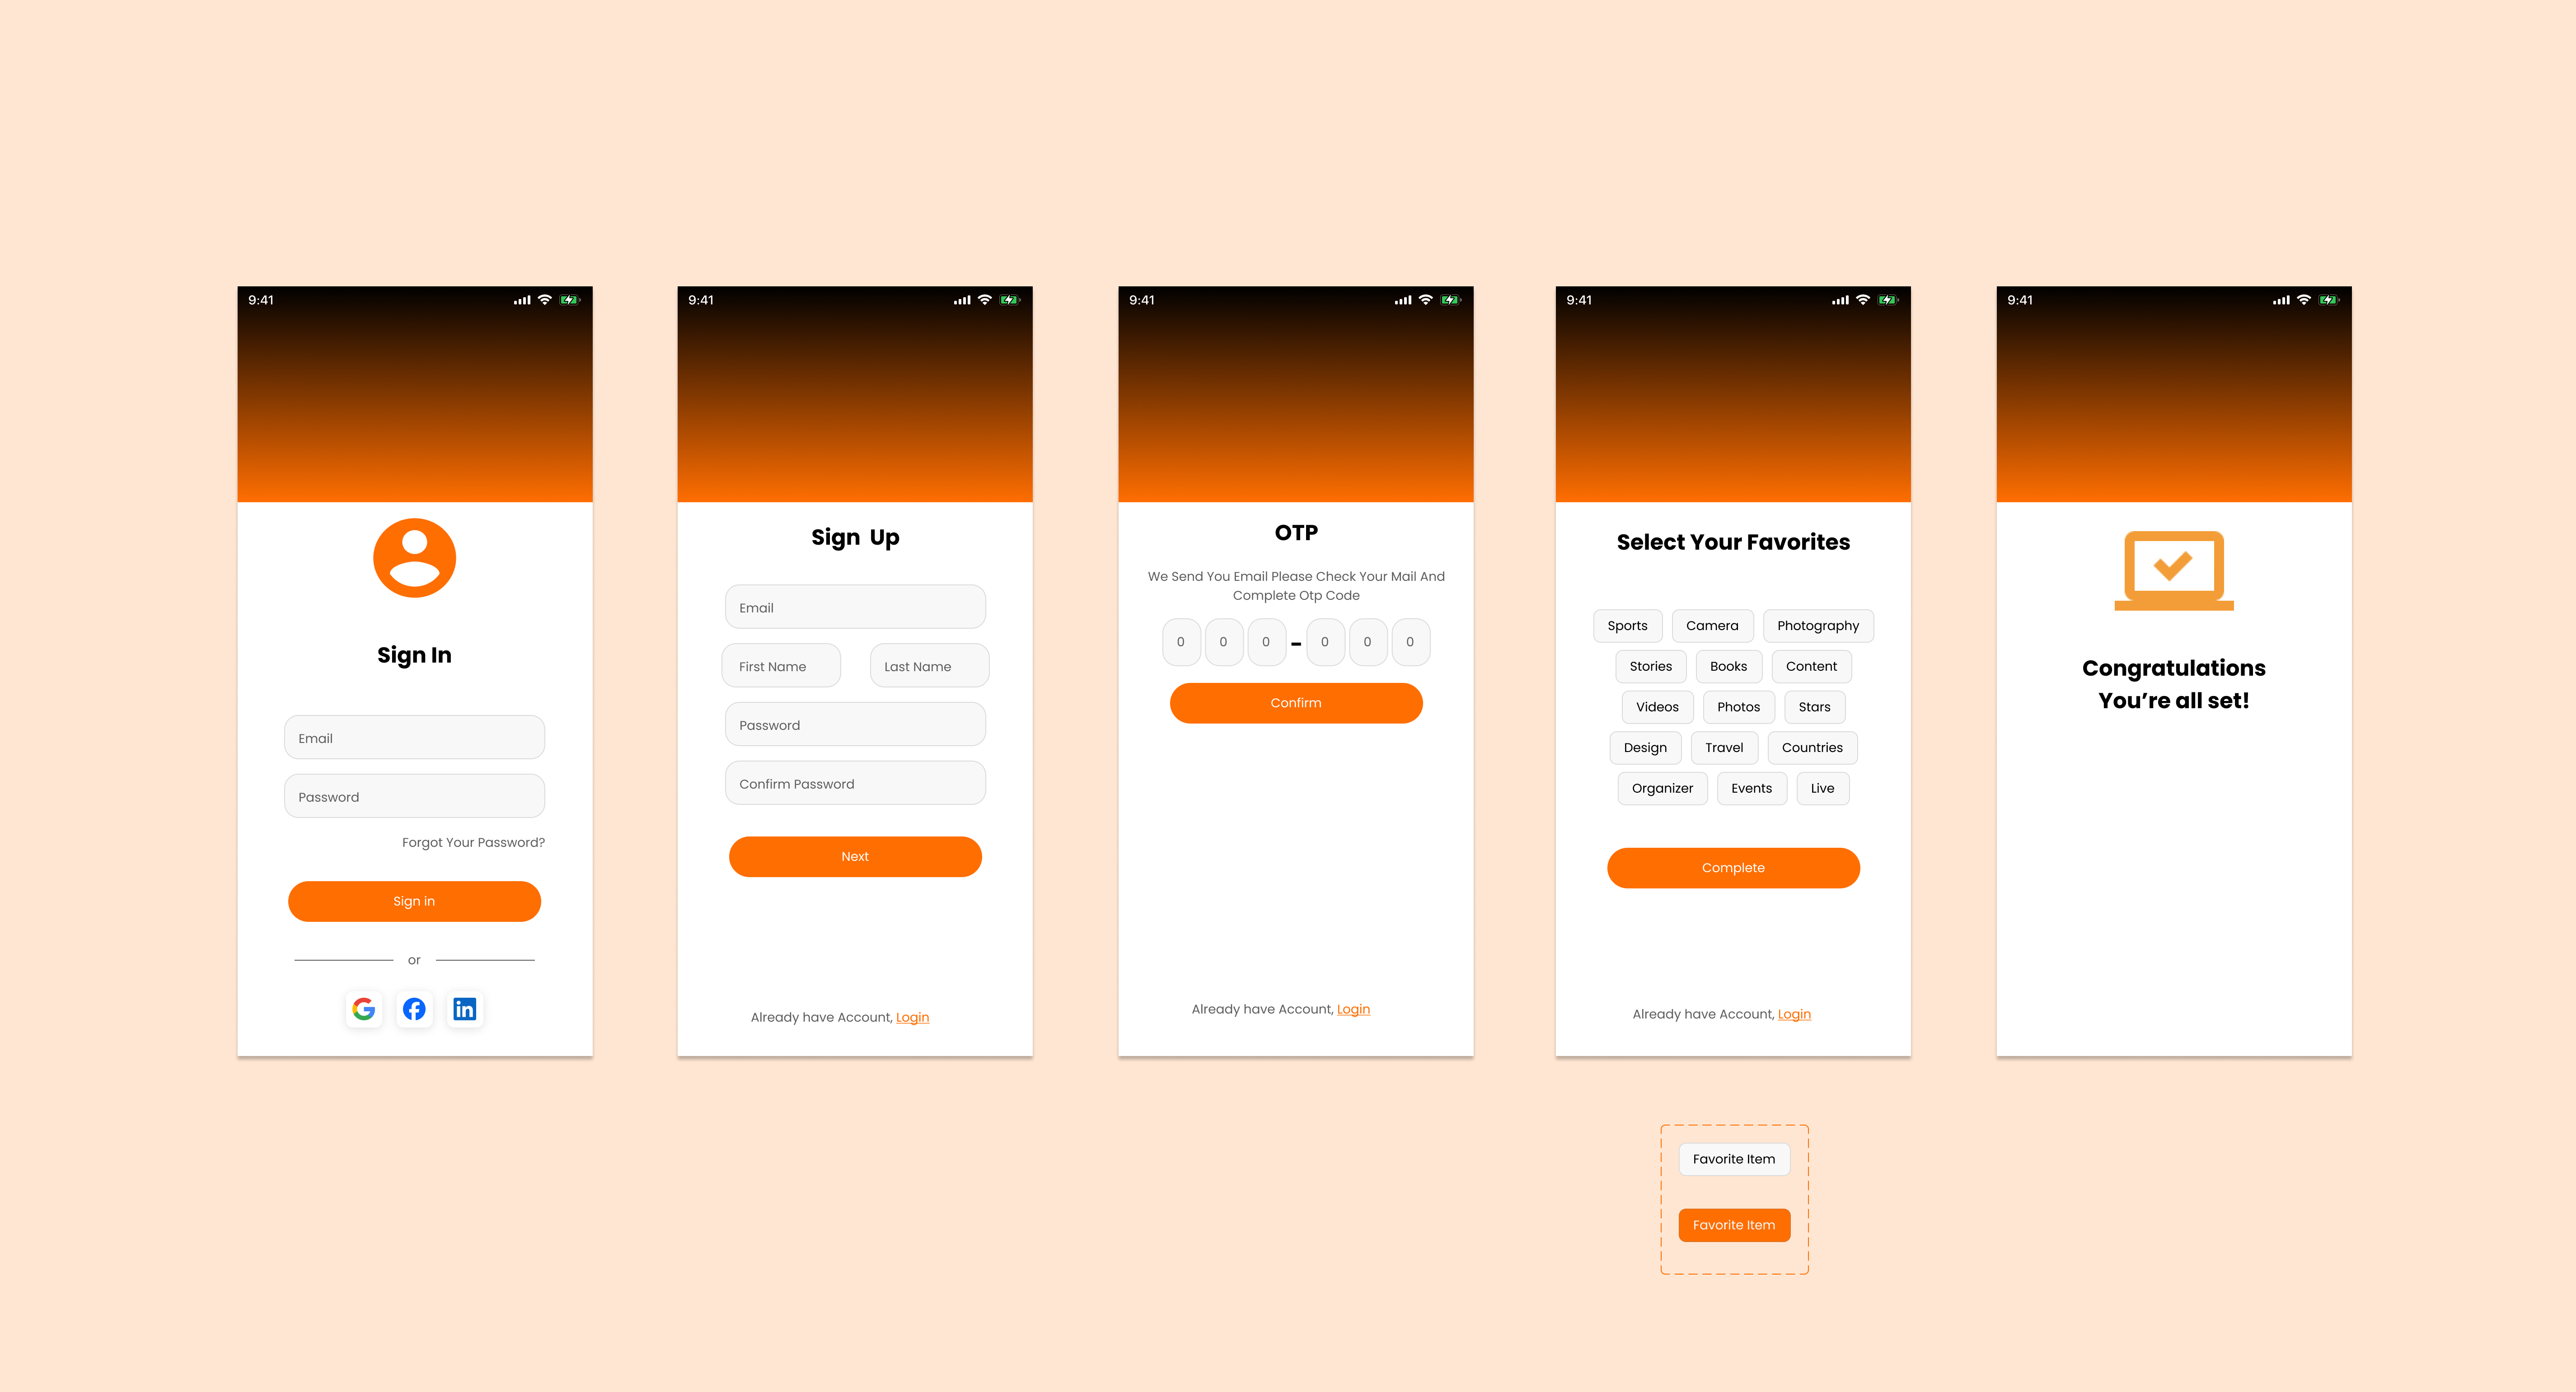 9:41
Sign In
Email
Password
Forgot Your Password?
Sign in
or
9:41
Sign Up
Email
First Name Last Name
Password
Confirm Password
Next
Already have Account, Login
9:41
OTP
We Send You Email Please Check Your Mail And
Complete Otp Code
0 0 0 - 0 0 0
Confirm
Already have Account, Login
9:41
Select Your Favorites
Sports Camera Photography
Stories Books Content
Videos Photos Stars
Design Travel Countries
Organizer Events Live
Complete
Already have Account, Login
Favorite Item
Favorite Item
9:41
Congratulations
You’re all set!